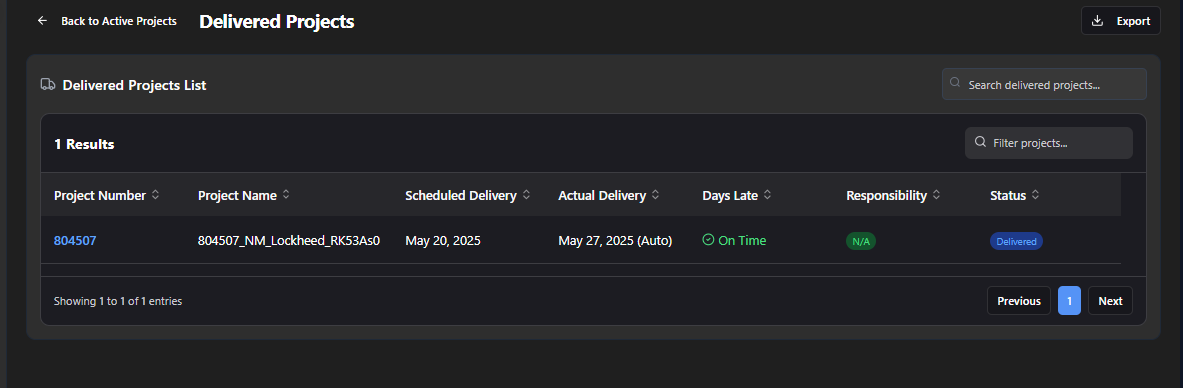 Back to Active Projects Delivered Projects Export
Delivered Projects List Search delivered projects...
1 Results Filter projects...
Project Number Project Name Scheduled Delivery Actual Delivery Days Late Responsibility Status
804507 804507_NM_Lockheed_RK53As0 May 20, 2025 May 27, 2025 (Auto) On Time N/A Delivered
Showing 1 to 1 of 1 entries Previous 1 Next